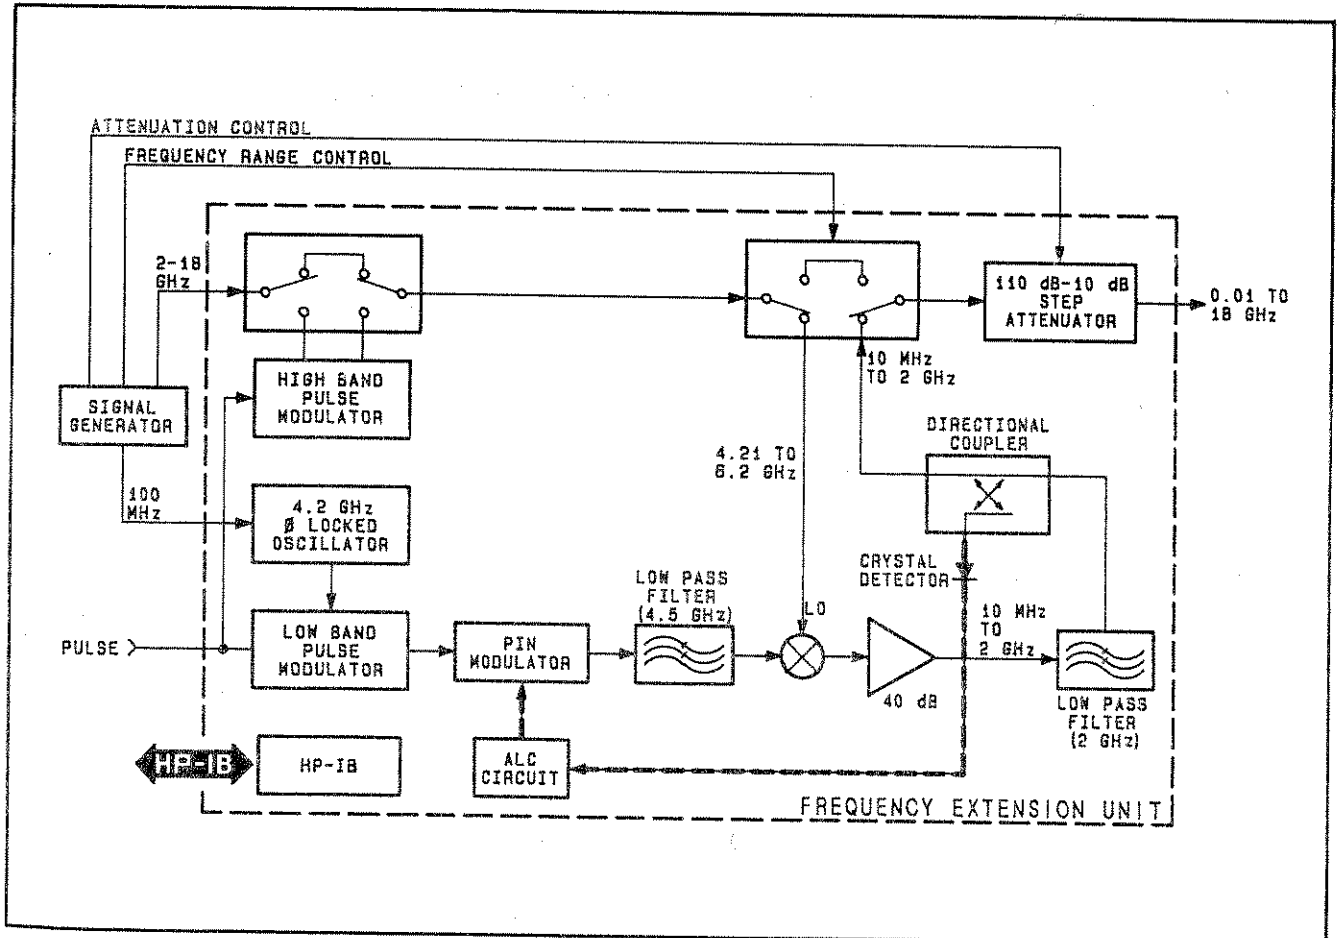 ATTENUATION CONTROL
FREQUENCY RANGE CONTROL
2-18
GHz
110 dB-10 dB
STEP
ATTENUATOR
0.01 TO
18 GHz
10 MHz
TO 2 GHz
HIGH BAND
PULSE
MODULATOR
SIGNAL
GENERATOR
DIRECTIONAL
COUPLER
4.21 TO
6.2 GHz
100
MHz
4.2 GHz
Ø LOCKED
OSCILLATOR
CRYSTAL
DETECTOR
LOW PASS
FILTER
(4.5 GHz)
LO
10 MHz
TO
2 GHz
PULSE
LOW BAND
PULSE
MODULATOR
PIN
MODULATOR
40 dB
LOW PASS
FILTER
(2 GHz)
HP-IB
HP-IB
ALC
CIRCUIT
FREQUENCY EXTENSION UNIT